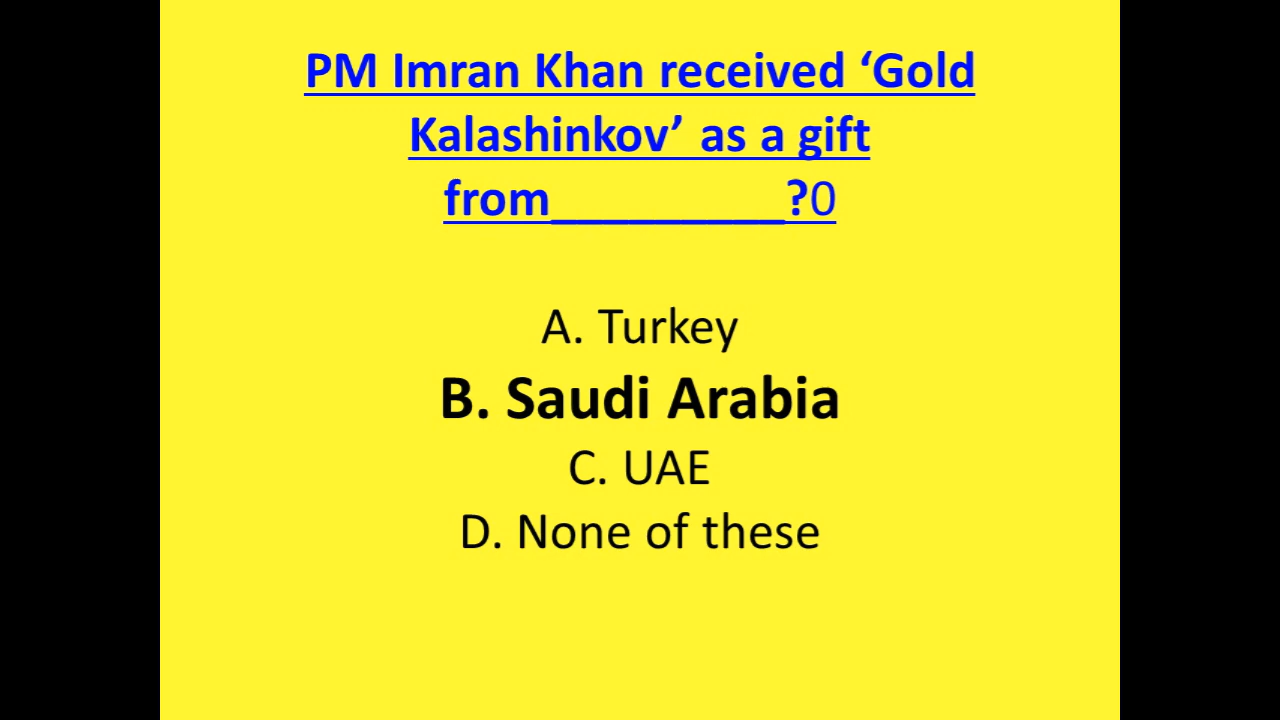 PM Imran Khan received ‘Gold
Kalashinkov’ as a gift
from_________?0
A. Turkey
B. Saudi Arabia
C. UAE
D. None of these